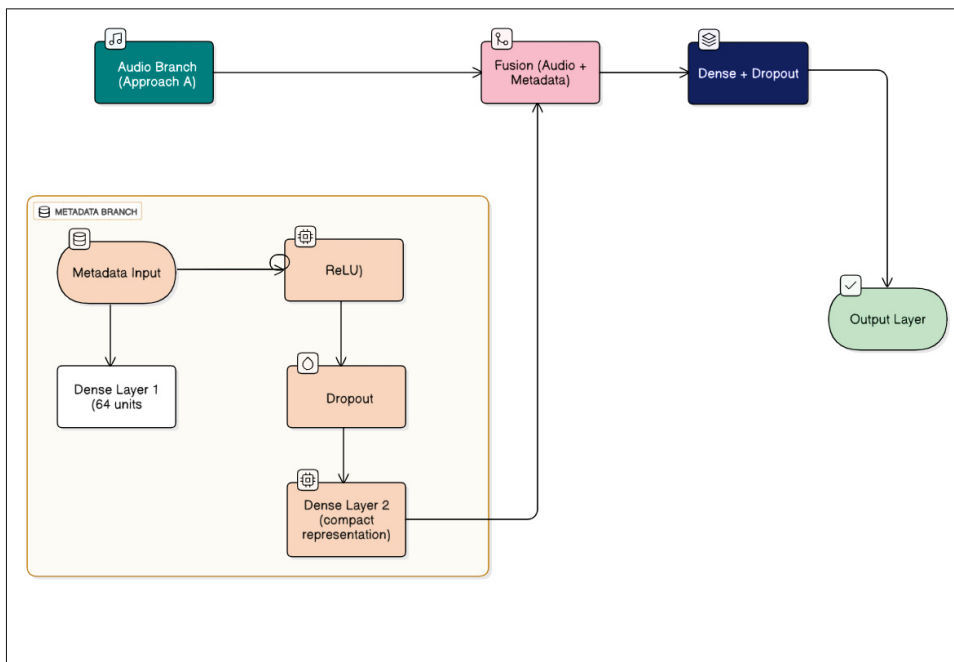 Audio Branch
(Approach A)
Fusion (Audio +
Metadata)
Dense + Dropout
METADATA BRANCH
Metadata Input
ReLU)
Output Layer
Dense Layer 1
(64 units
Dropout
Dense Layer 2
(compact
representation)